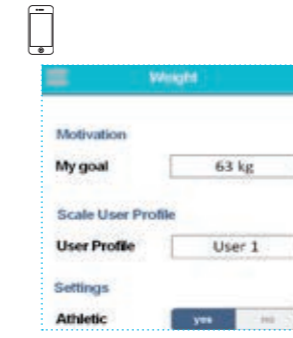 Weight
Motivation
My goal 63 kg
Scale User Profile
User Profile User 1
Settings
Athletic yes no